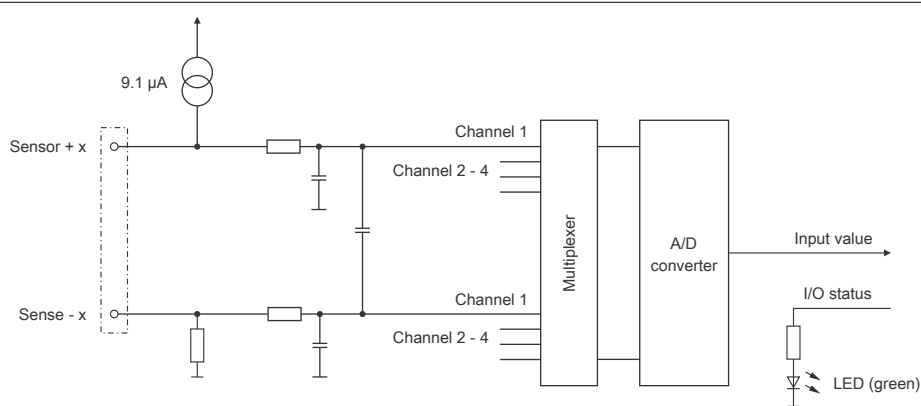 9.1 µA
Sensor + x
Channel 1
Channel 2 - 4
Multiplexer
A/D
converter
Input value
I/O status
Sense - x
Channel 1
Channel 2 - 4
LED (green)